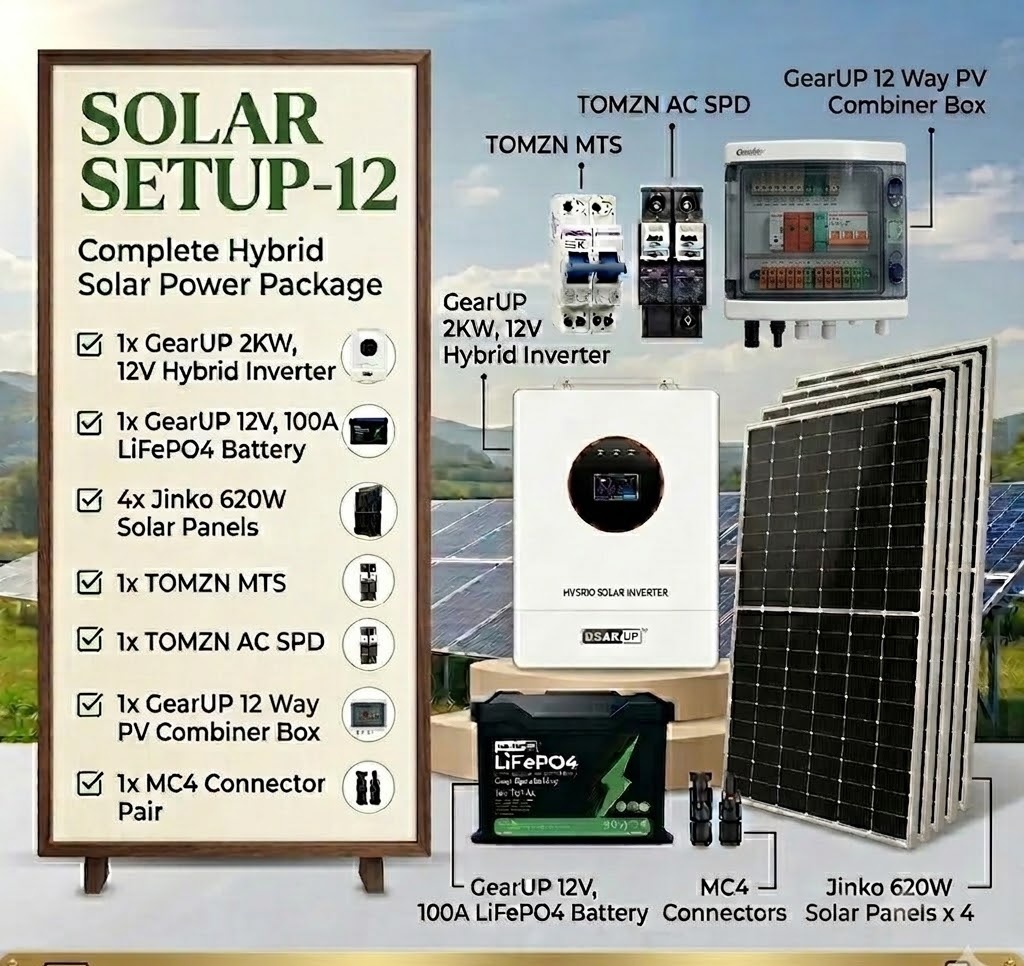 SOLAR
SETUP-12
Complete Hybrid
Solar Power Package
1x GearUP 2KW,
12V Hybrid Inverter
1x GearUP 12V, 100A
LiFePO4 Battery
4x Jinko 620W
Solar Panels
1x TOMZN MTS
1x TOMZN AC SPD
1x GearUP 12 Way
PV Combiner Box
1x MC4 Connector
Pair
GearUP 12 Way PV
Combiner Box
TOMZN AC SPD
TOMZN MTS
GearUP
2KW, 12V
Hybrid Inverter
HVSRIO SOLAR INVERTER
LiFePO4
GearUP 12V,
100A LiFePO4 Battery
MC4
Connectors
Jinko 620W
Solar Panels x 4